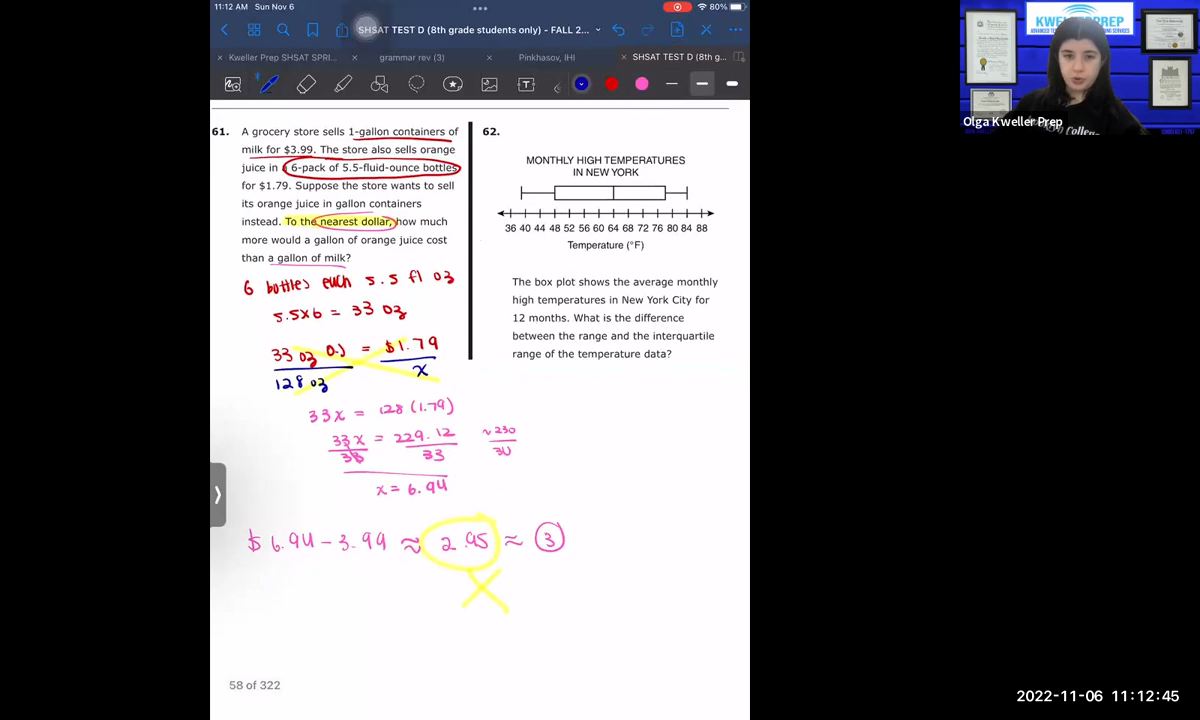 11:12 AM Sun Nov 6
80%
SHSAT TEST D (8th grade students only) - FALL 2...
Kweller Prep SHSAT SPRI...
grammar rev (3)
Pinkhasov, IHI
SHSAT TEST D (8th g...
61. A grocery store sells 1-gallon containers of
milk for $3.99. The store also sells orange
juice in a 6-pack of 5.5-fluid-ounce bottles
for $1.79. Suppose the store wants to sell
its orange juice in gallon containers
instead. To the nearest dollar, how much
more would a gallon of orange juice cost
than a gallon of milk?
6 bottles each 5.5 fl oz
5.5x6 = 33 oz
33 oz OJ = $1.79
128 oz x
33x = 128 (1.79)
33x = 229.12 ~230
33 33 30
x = 6.94
$ 6.94 - 3.99 ≈ 2.95 ≈ 3
X
62.
MONTHLY HIGH TEMPERATURES
IN NEW YORK
36 40 44 48 52 56 60 64 68 72 76 80 84 88
Temperature (°F)
The box plot shows the average monthly
high temperatures in New York City for
12 months. What is the difference
between the range and the interquartile
range of the temperature data?
58 of 322
KWELLER PREP
Olga Kweller Prep
2022-11-06 11:12:45